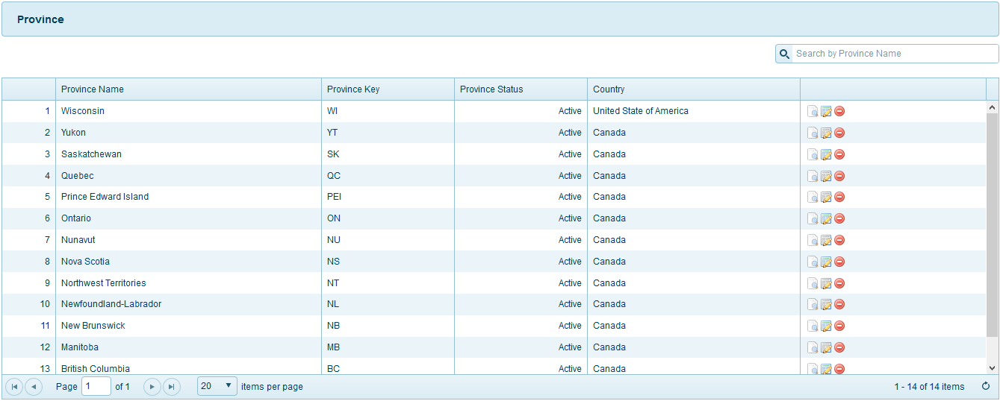 Province
Search by Province Name
Province Name Province Key Province Status Country
1 Wisconsin WI Active United State of America
2 Yukon YT Active Canada
3 Saskatchewan SK Active Canada
4 Quebec QC Active Canada
5 Prince Edward Island PEI Active Canada
6 Ontario ON Active Canada
7 Nunavut NU Active Canada
8 Nova Scotia NS Active Canada
9 Northwest Territories NT Active Canada
10 Newfoundland-Labrador NL Active Canada
11 New Brunswick NB Active Canada
12 Manitoba MB Active Canada
13 British Columbia BC Active Canada
Page 1 of 1 20 items per page 1 - 14 of 14 items